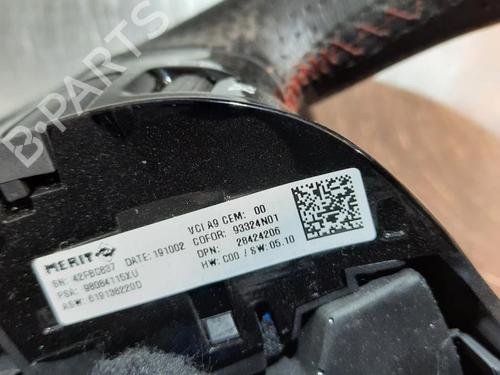 B-PARTS
MERIT
VCI A9 CEM: 00
SN: 42FBC837 DATE: 191002 COFOR: 93324N01
PSA: 98084115XU DPN: 28424206
ASW: 619138220D HW: C00 / SW: 05.10